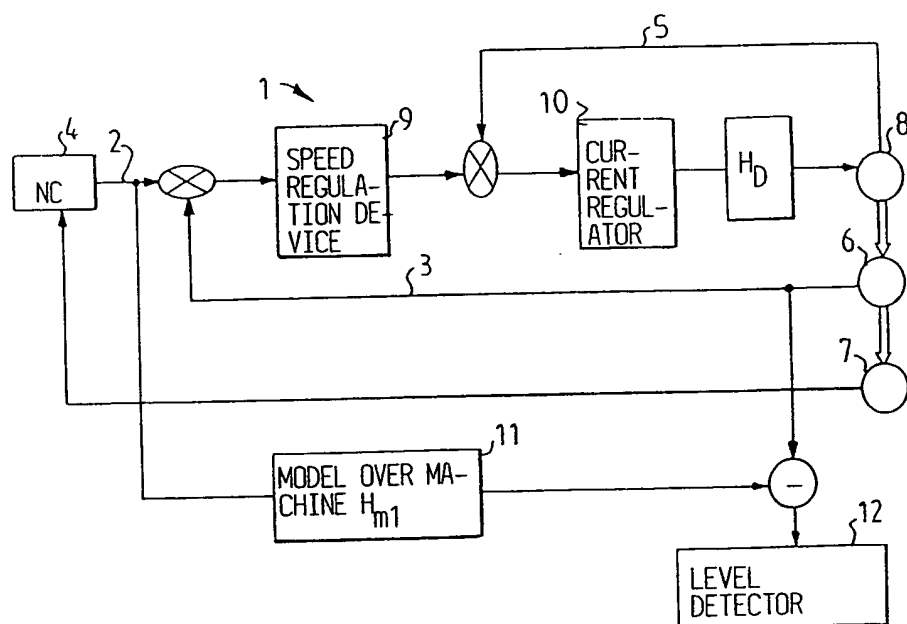 5
1
4
NC
2
9
SPEED
REGULA-
TION DE-
VICE
10
CUR-
RENT
REGUL-
ATOR
H_D
8
3
6
7
11
MODEL OVER MA-
CHINE H_m1
-
12
LEVEL
DETECTOR